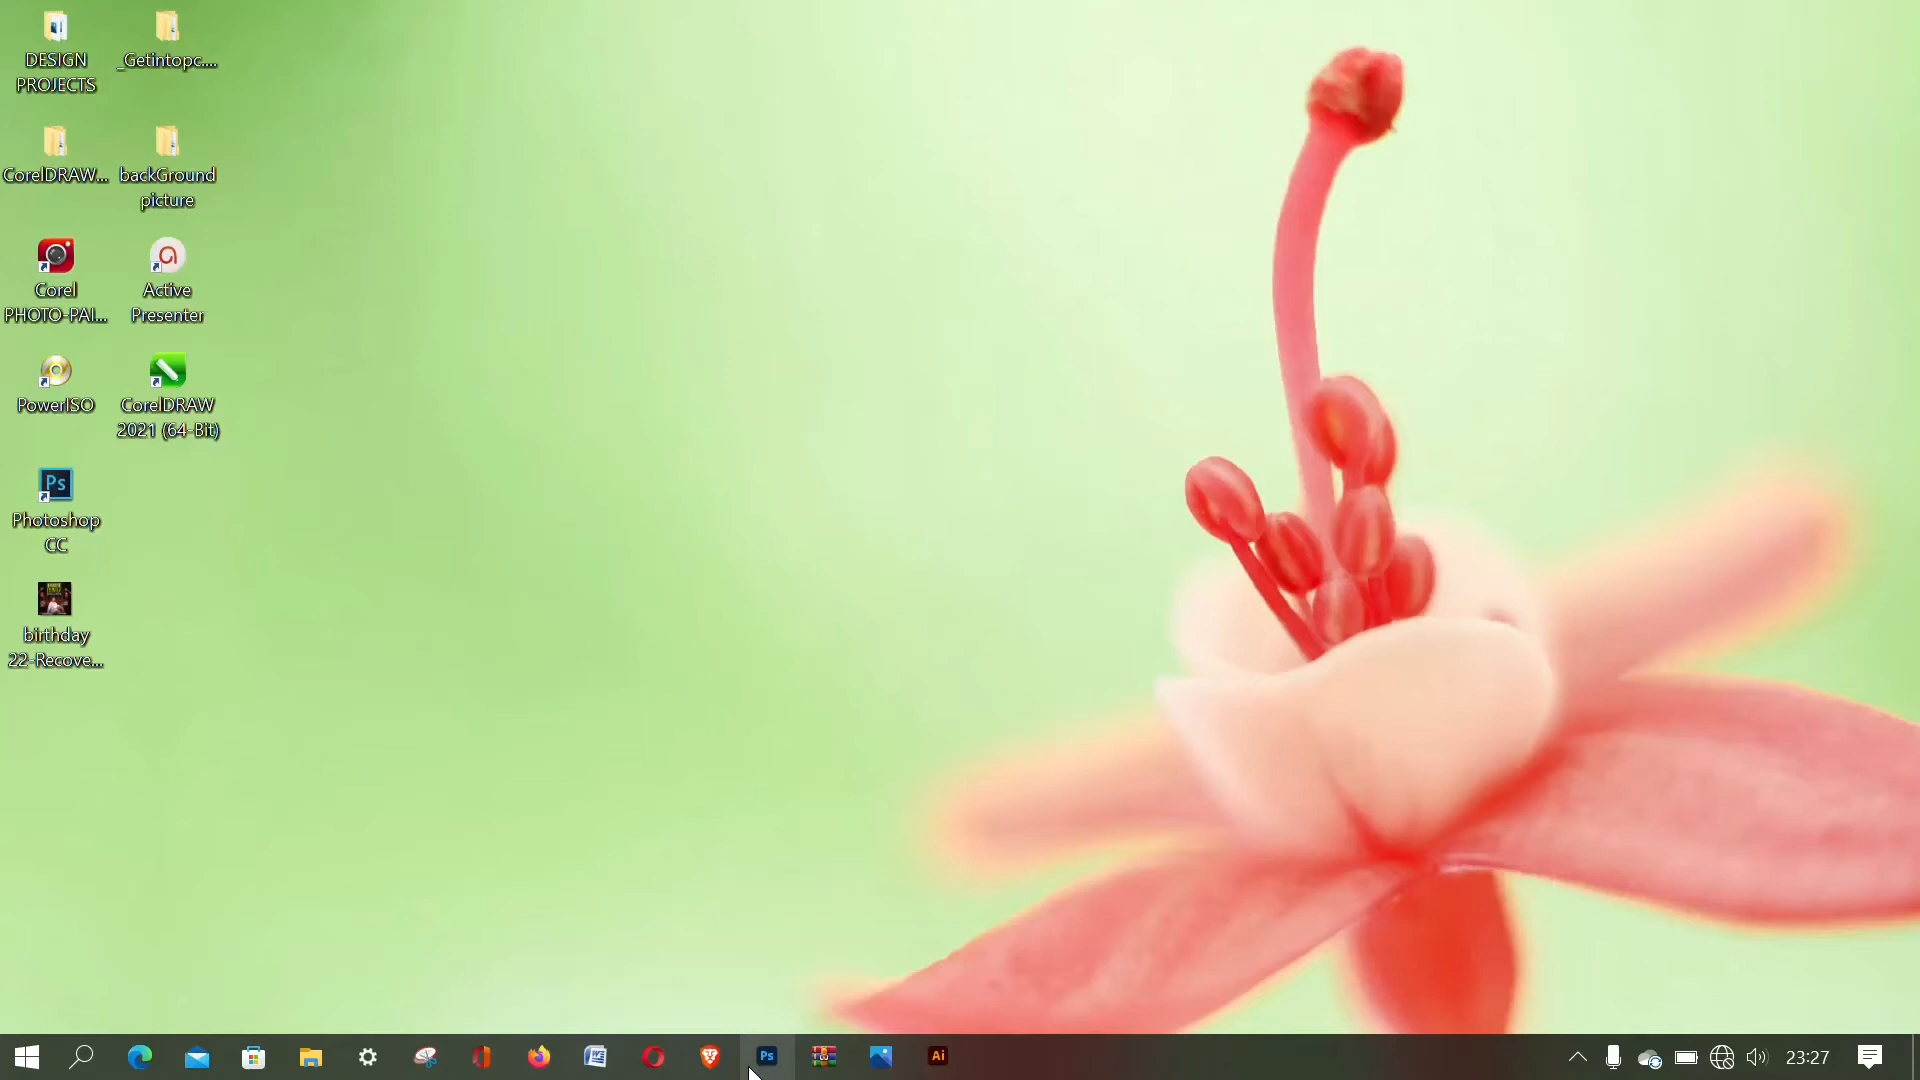 DESIGN
PROJECTS
_Getintopc....
CorelDRAW...
backGround
picture
Corel
PHOTO-PAI...
Active
Presenter
PowerISO
CorelDRAW
2021 (64-Bit)
Ps
Photoshop
CC
birthday
22-Recove...
Ps
Ai
23:27